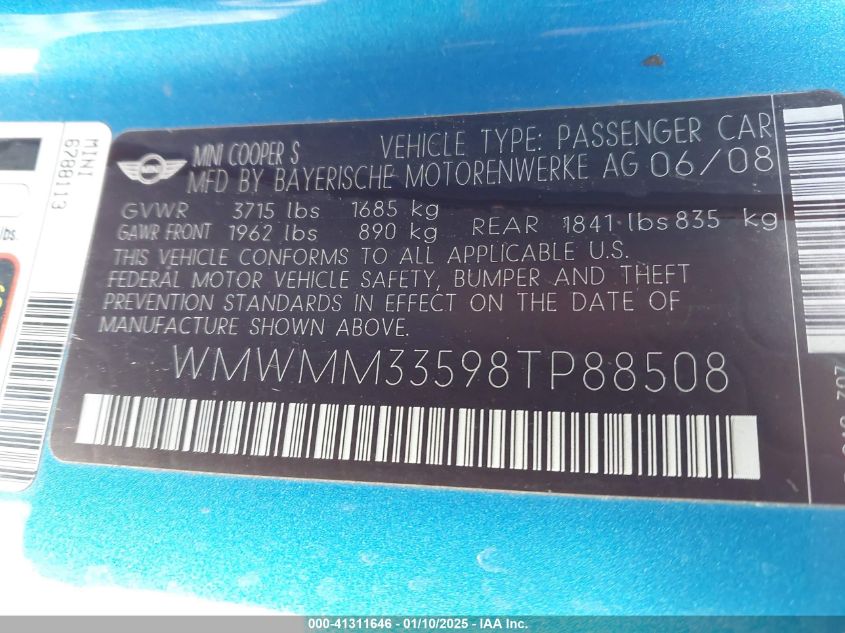 MINI
6788113
lbs.
MINI
MINI COOPER S VEHICLE TYPE: PASSENGER CAR
MFD BY BAYERISCHE MOTORENWERKE AG 06/08
GVWR 3715 lbs 1685 kg
GAWR FRONT 1962 lbs 890 kg REAR 1841 lbs 835 kg
THIS VEHICLE CONFORMS TO ALL APPLICABLE U.S.
FEDERAL MOTOR VEHICLE SAFETY, BUMPER AND THEFT
PREVENTION STANDARDS IN EFFECT ON THE DATE OF
MANUFACTURE SHOWN ABOVE.
WMWMM33598TP88508
000-41311646 - 01/10/2025 - IAA Inc.